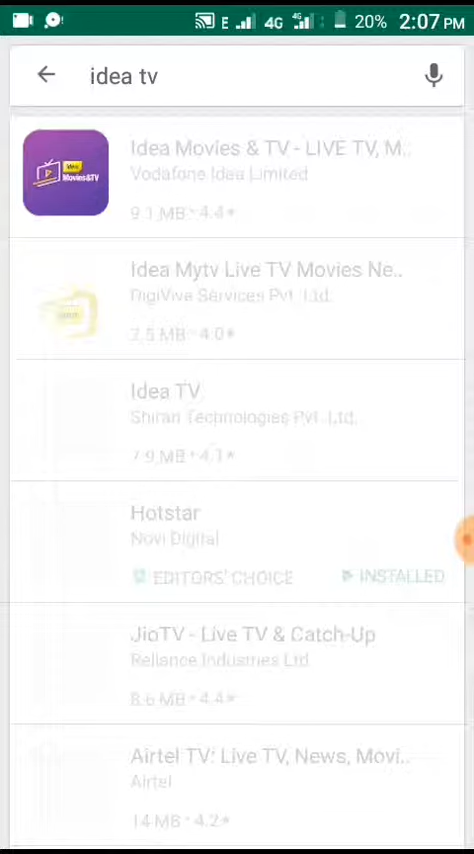 E 4G 4G 20% 2:07 PM
idea tv
Idea Movies & TV - LIVE TV, M..
Idea
Movies&TV
Vodafone Idea Limited
9.1 MB • 4.4★
Idea Mytv Live TV Movies Ne..
DigiVive Services Pvt. Ltd.
7.5 MB • 4.0★
Idea TV
Shiran Technologies Pvt. Ltd.
7.9 MB • 4.1★
Hotstar
Novi Digital
EDITORS' CHOICE INSTALLED
JioTV - Live TV & Catch-Up
Reliance Industries Ltd.
8.6 MB • 4.4★
Airtel TV: Live TV, News, Movi..
Airtel
14 MB • 4.2★